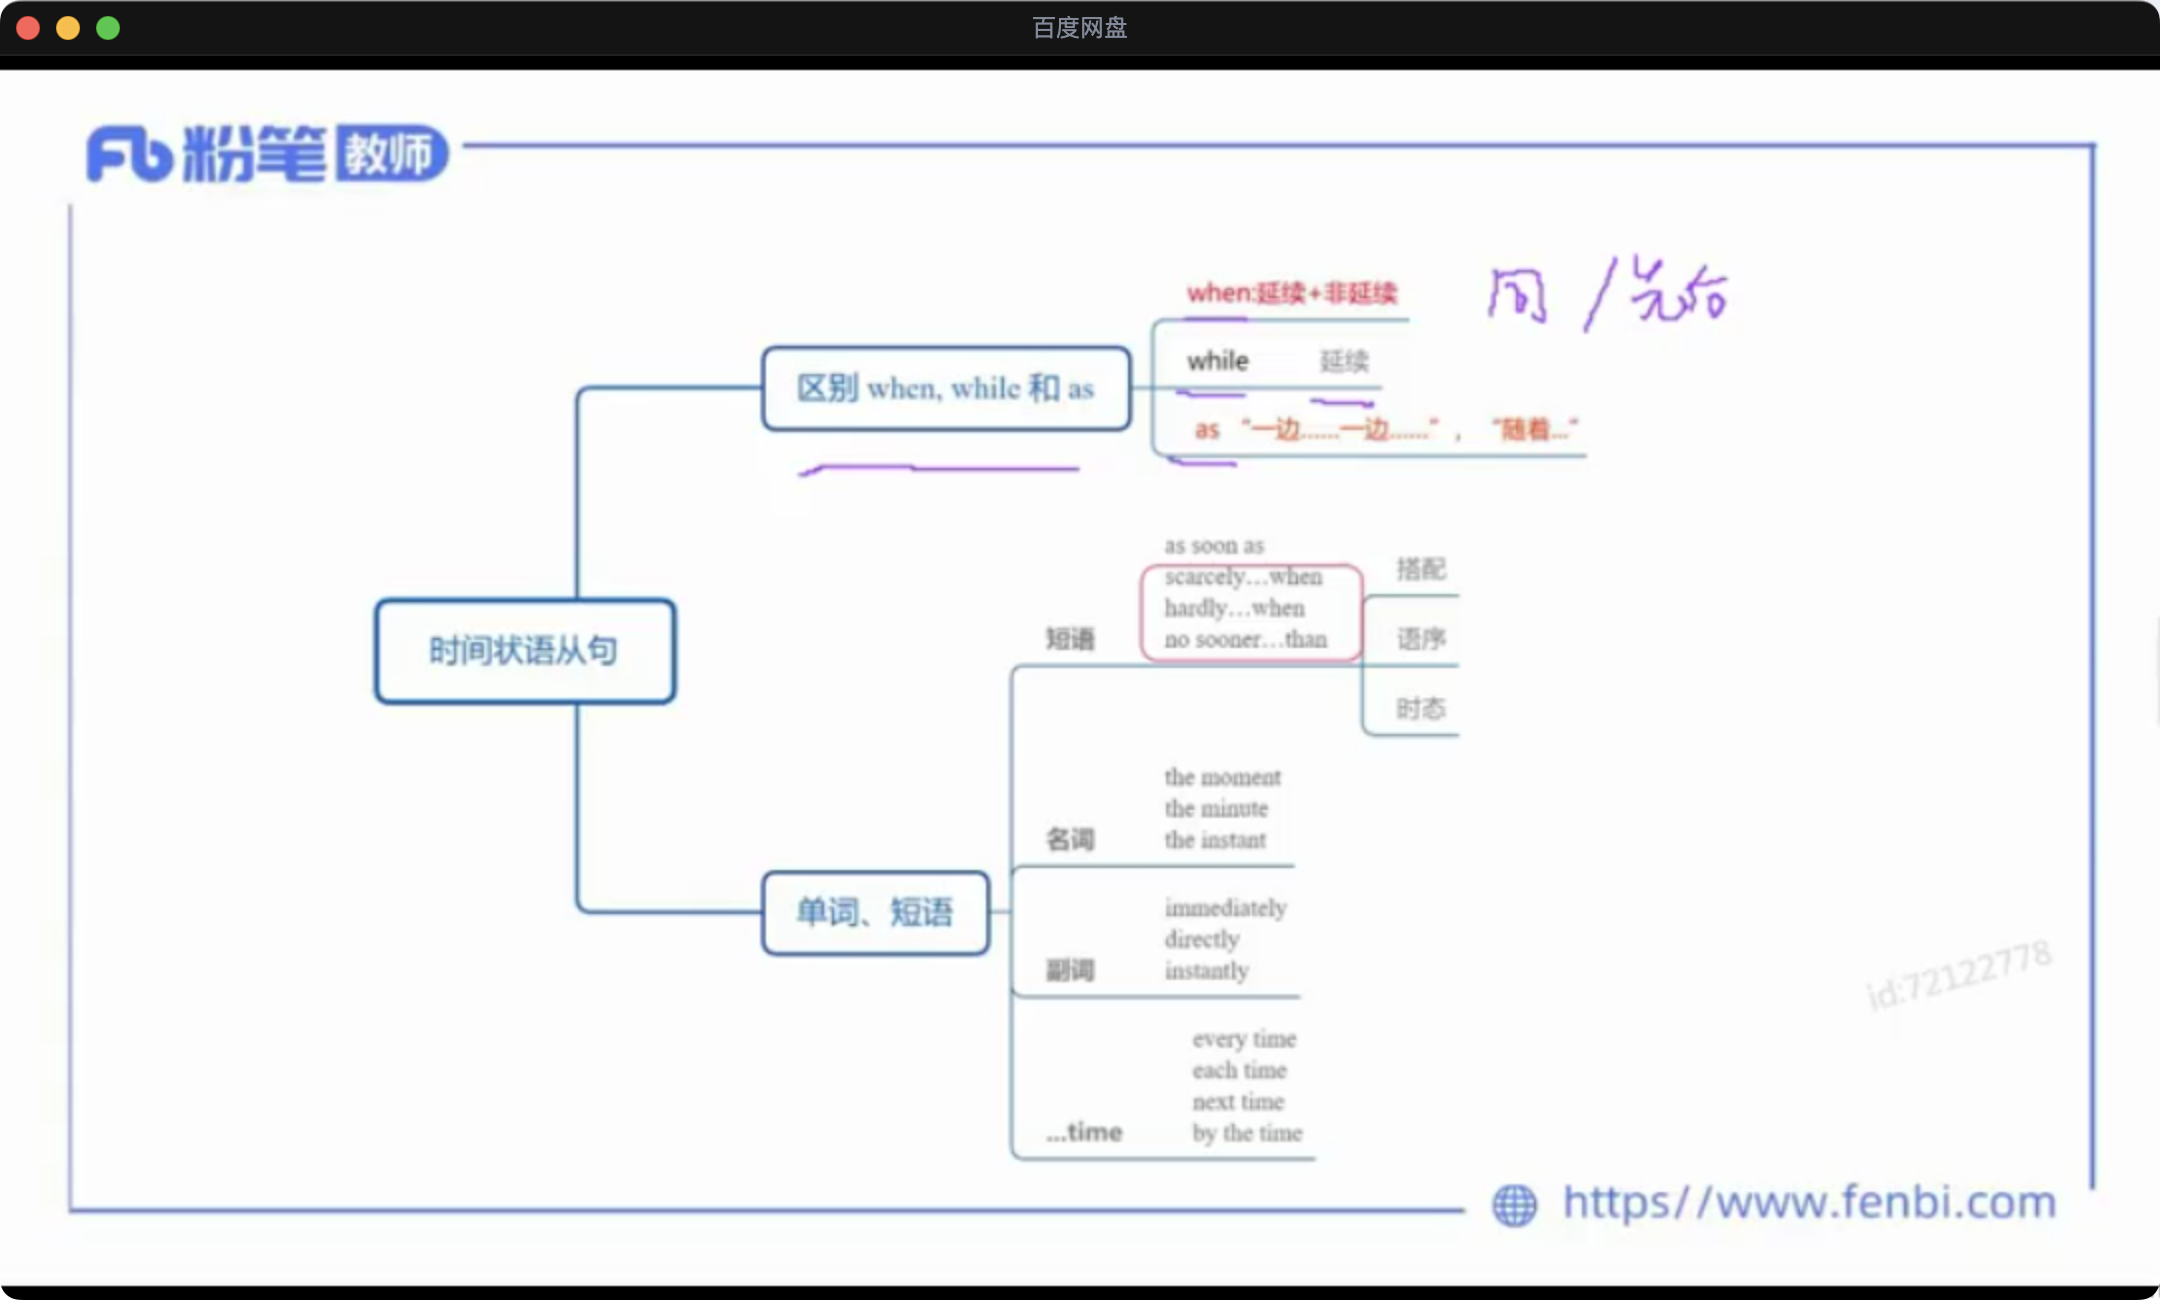 百度网盘
Fb 粉笔 教师
when:延续+非延续
同 / 先后
区别 when, while 和 as
while 延续
as “一边……一边……”，“随着...”
时间状语从句
短语
as soon as
scarcely…when
hardly…when
no sooner…than
搭配
语序
时态
名词
the moment
the minute
the instant
单词、短语
副词
immediately
directly
instantly
...time
every time
each time
next time
by the time
id:72122778
https//www.fenbi.com